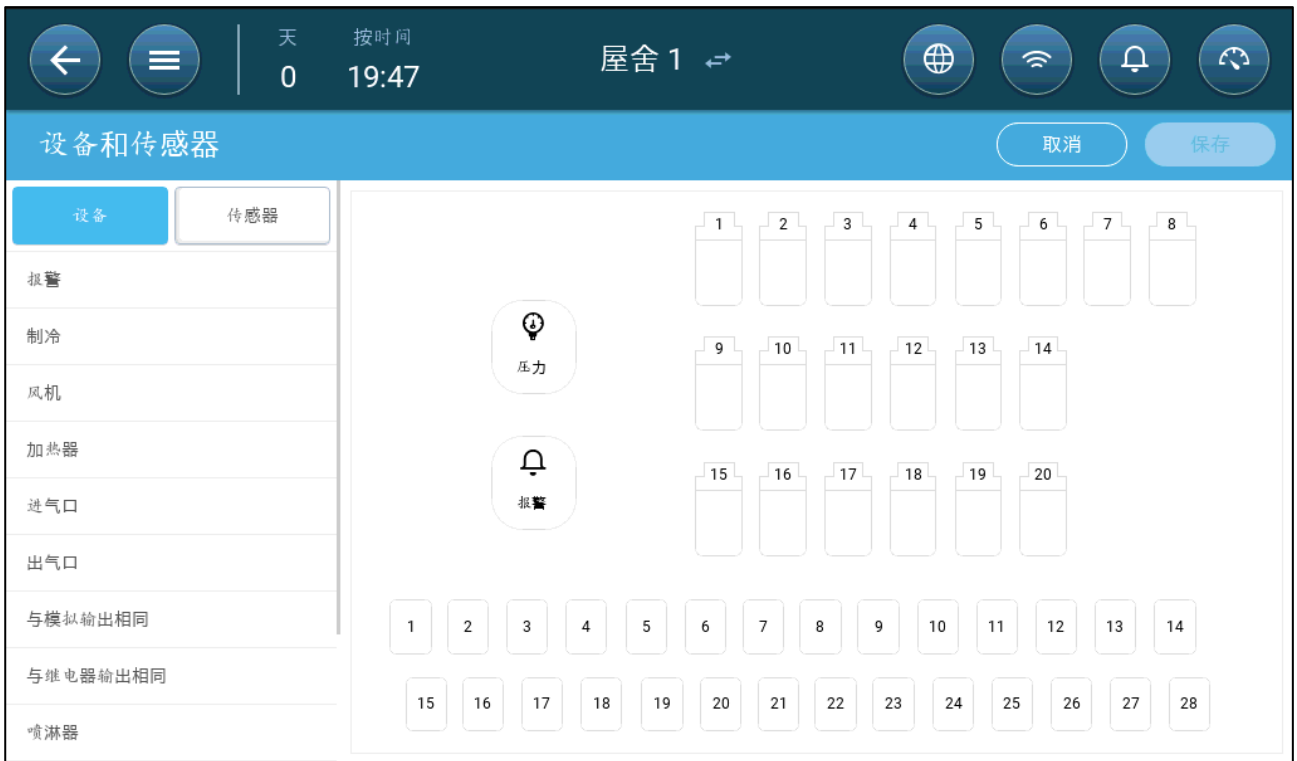 天 按时间
0 19:47 屋舍 1
设备和传感器 取消 保存
设备 传感器
报警
制冷
风机
加热器
进气口
出气口
与模拟输出相同
与继电器输出相同
喷淋器
1 2 3 4 5 6 7 8
压力
9 10 11 12 13 14
报警
15 16 17 18 19 20
1 2 3 4 5 6 7 8 9 10 11 12 13 14
15 16 17 18 19 20 21 22 23 24 25 26 27 28